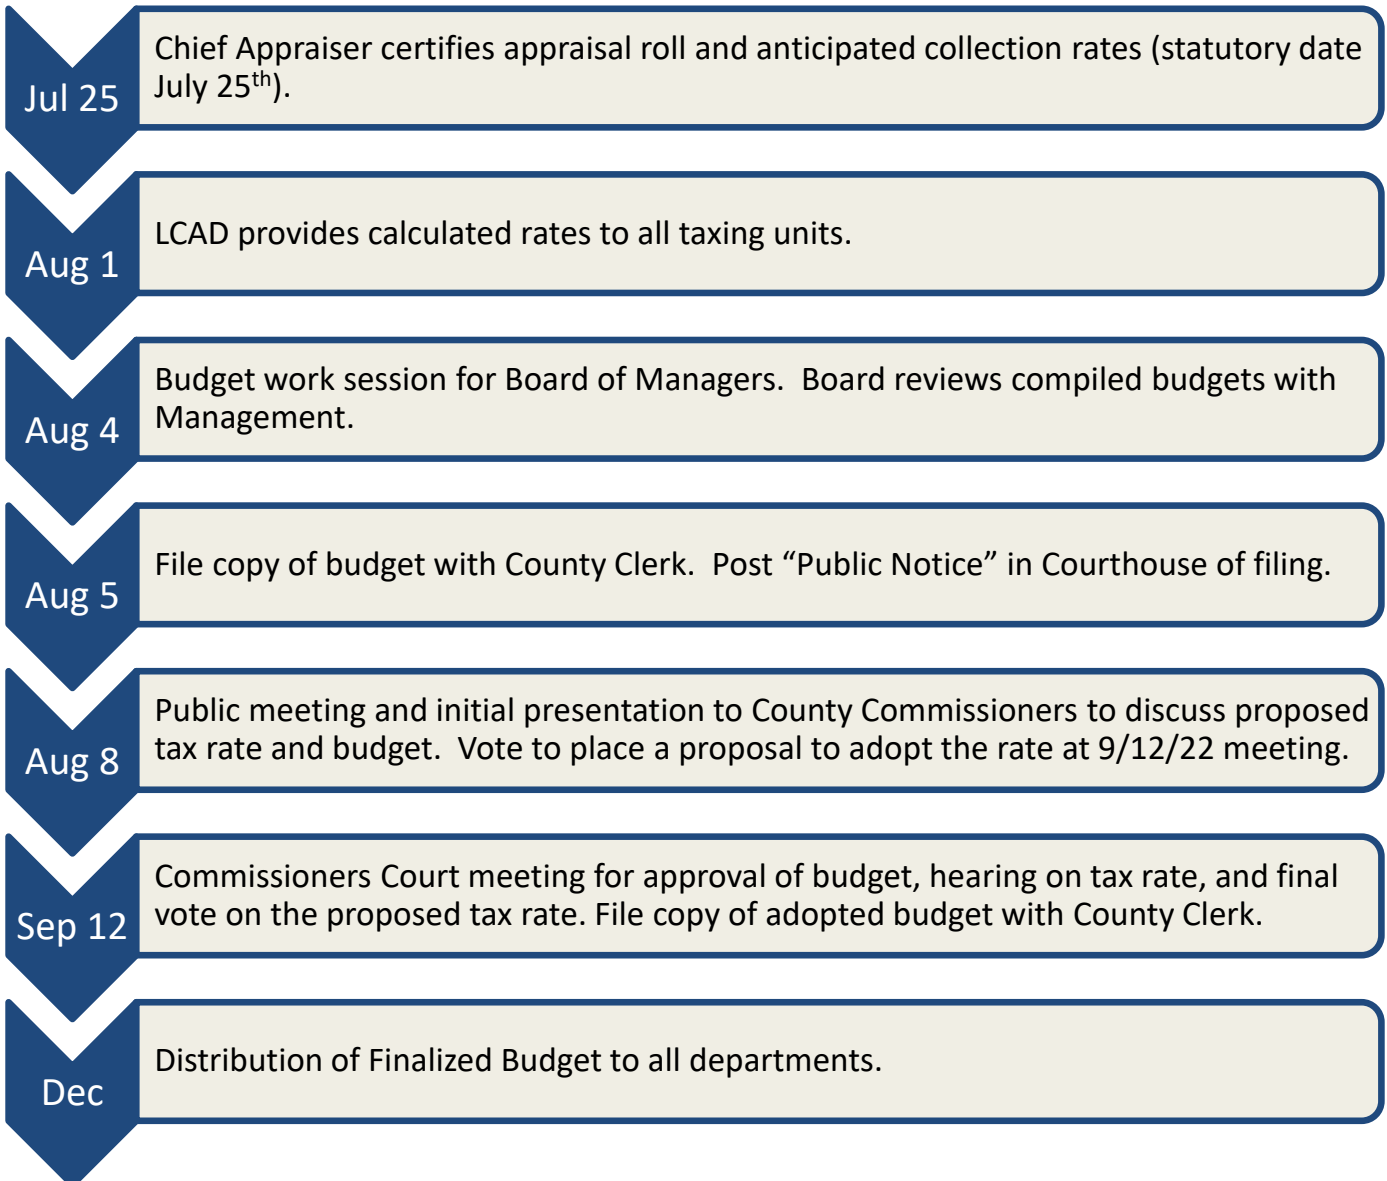 Jul 25
Chief Appraiser certifies appraisal roll and anticipated collection rates (statutory date
July 25th).
Aug 1
LCAD provides calculated rates to all taxing units.
Aug 4
Budget work session for Board of Managers.  Board reviews compiled budgets with
Management.
Aug 5
File copy of budget with County Clerk.  Post “Public Notice” in Courthouse of filing.
Aug 8
Public meeting and initial presentation to County Commissioners to discuss proposed
tax rate and budget.  Vote to place a proposal to adopt the rate at 9/12/22 meeting.
Sep 12
Commissioners Court meeting for approval of budget, hearing on tax rate, and final
vote on the proposed tax rate. File copy of adopted budget with County Clerk.
Dec
Distribution of Finalized Budget to all departments.